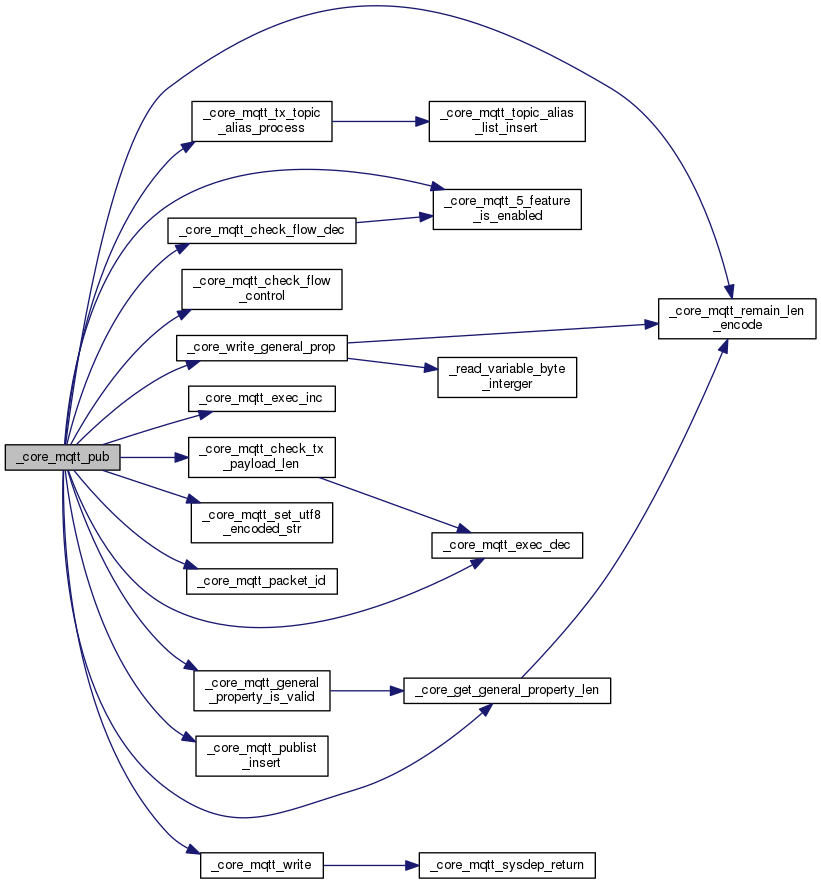 _core_mqtt_pub
_core_mqtt_tx_topic
_alias_process
_core_mqtt_topic_alias
_list_insert
_core_mqtt_5_feature
_is_enabled
_core_mqtt_check_flow_dec
_core_mqtt_check_flow
_control
_core_mqtt_remain_len
_encode
_core_write_general_prop
_read_variable_byte
_interger
_core_mqtt_exec_inc
_core_mqtt_check_tx
_payload_len
_core_mqtt_set_utf8
_encoded_str
_core_mqtt_exec_dec
_core_mqtt_packet_id
_core_mqtt_general
_property_is_valid
_core_get_general_property_len
_core_mqtt_publist
_insert
_core_mqtt_write
_core_mqtt_sysdep_return